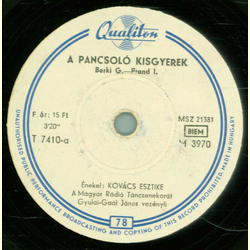 Qualiton
A PANCSOLÓ KISGYEREK
Berki G.—Frand I.
F. ár: 15 Ft
3'20"
T 7410-a
MSZ 21381
BIEM
M 3970
Énekel: KOVÁCS ESZTIKE
A Magyar Rádió Tánczenekarát
Gyulai-Gaál János vezényli
78
UNAUTHORISED PUBLIC PERFORMANCE BROADCASTING AND COPYING OF THIS RECORD PROHIBITED
MADE IN HUNGARY